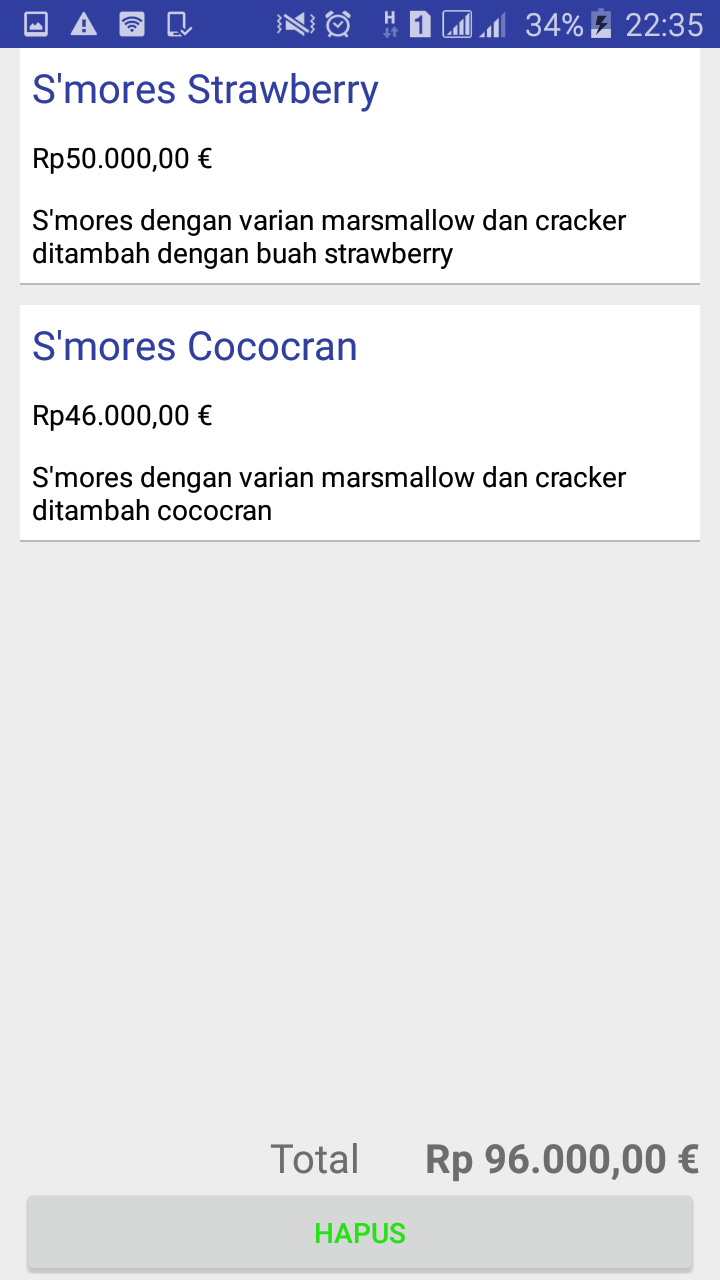 H 1 34% 22:35
S'mores Strawberry
Rp50.000,00 €
S'mores dengan varian marsmallow dan cracker
ditambah dengan buah strawberry
S'mores Cococran
Rp46.000,00 €
S'mores dengan varian marsmallow dan cracker
ditambah cococran
Total Rp 96.000,00 €
HAPUS